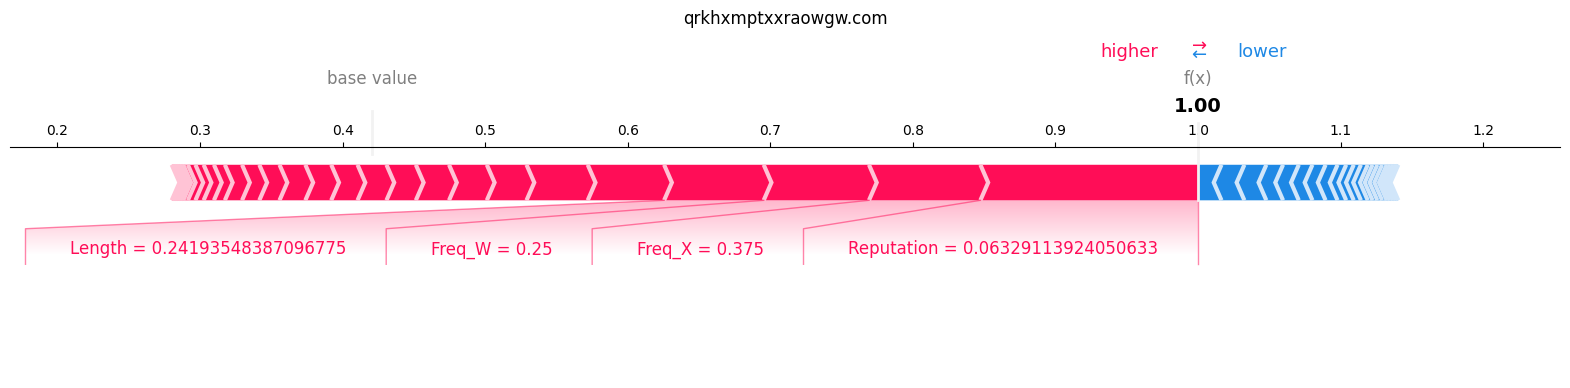 qrkhxmptxxraowgw.com
higher → ← lower
base value f(x)
1.00
0.2 0.3 0.4 0.5 0.6 0.7 0.8 0.9 1.0 1.1 1.2
Length = 0.24193548387096775 Freq_W = 0.25 Freq_X = 0.375 Reputation = 0.06329113924050633